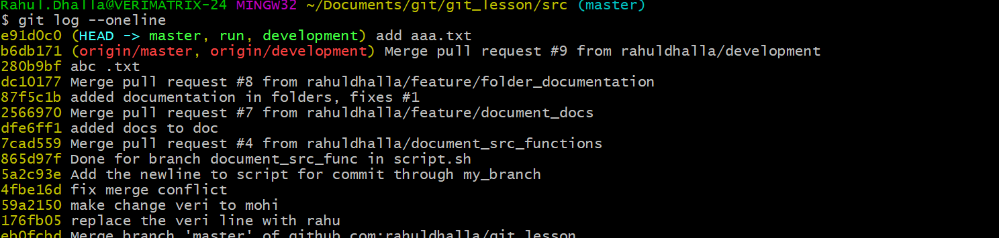 Rahul.Dhalla@VERIMATRIX-24 MINGW32 ~/Documents/git/git_lesson/src (master)
$ git log --oneline
e91d0c0 (HEAD -> master, run, development) add aaa.txt
b6db171 (origin/master, origin/development) Merge pull request #9 from rahuldhalla/development
280b9bf abc .txt
dc10177 Merge pull request #8 from rahuldhalla/feature/folder_documentation
87f5c1b added documentation in folders, fixes #1
2566970 Merge pull request #7 from rahuldhalla/feature/document_docs
dfe6ff1 added docs to doc
7cad559 Merge pull request #4 from rahuldhalla/document_src_functions
865d97f Done for branch document_src_func in script.sh
5a2c93e Add the newline to script for commit through my_branch
4fbe16d fix merge conflict
59a2150 make change veri to mohi
176fb05 replace the veri line with rahu
eb0fcbd Merge branch 'master' of github.com:rahuldhalla/git_lesson